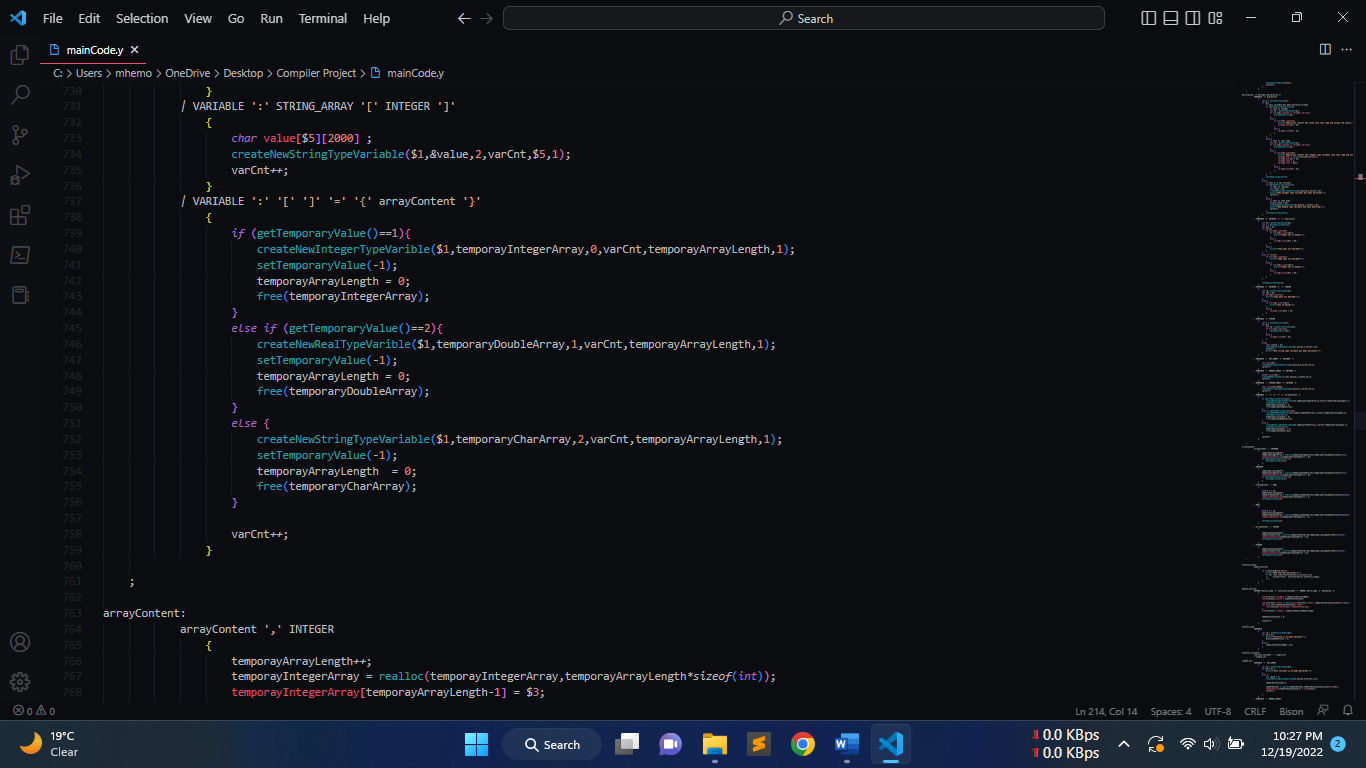 File Edit Selection View Go Run Terminal Help Search
mainCode.y
C: > Users > mhemo > OneDrive > Desktop > Compiler Project > mainCode.y
730 }
731 | VARIABLE ':' STRING_ARRAY '[' INTEGER ']'
732 {
733 char value[$5][2000] ;
734 createNewStringTypeVariable($1,&value,2,varCnt,$5,1);
735 varCnt++;
736 }
737 | VARIABLE ':' '[' ']' '=' '{' arrayContent '}'
738 {
739 if (getTemporaryValue()==1){
740 createNewIntegerTypeVarible($1,temporayIntegerArray,0,varCnt,temporayArrayLength,1);
741 setTemporaryValue(-1);
742 temporayArrayLength = 0;
743 free(temporayIntegerArray);
744 }
745 else if (getTemporaryValue()==2){
746 createNewRealTypeVarible($1,temporaryDoubleArray,1,varCnt,temporayArrayLength,1);
747 setTemporaryValue(-1);
748 temporayArrayLength = 0;
749 free(temporaryDoubleArray);
750 }
751 else {
752 createNewStringTypeVariable($1,temporaryCharArray,2,varCnt,temporayArrayLength,1);
753 setTemporaryValue(-1);
754 temporayArrayLength  = 0;
755 free(temporaryCharArray);
756 }
757
758 varCnt++;
759 }
760
761 ;
762
763 arrayContent:
764 arrayContent ',' INTEGER
765 {
766 temporayArrayLength++;
767 temporayIntegerArray = realloc(temporayIntegerArray,temporayArrayLength*sizeof(int));
768 temporayIntegerArray[temporayArrayLength-1] = $3;
0 0 Ln 214, Col 14 Spaces: 4 UTF-8 CRLF Bison
19°C
Clear
Search
0.0 KBps
0.0 KBps
10:27 PM
12/19/2022
2